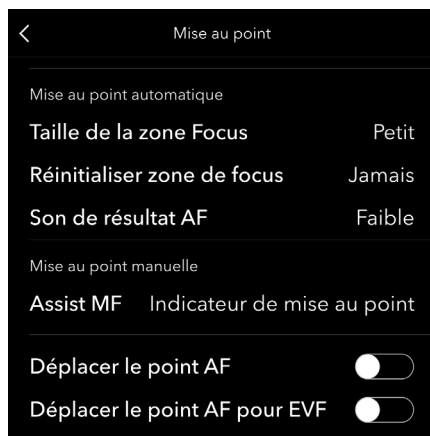 Mise au point
Mise au point automatique
Taille de la zone Focus Petit
Réinitialiser zone de focus Jamais
Son de résultat AF Faible
Mise au point manuelle
Assist MF Indicateur de mise au point
Déplacer le point AF
Déplacer le point AF pour EVF